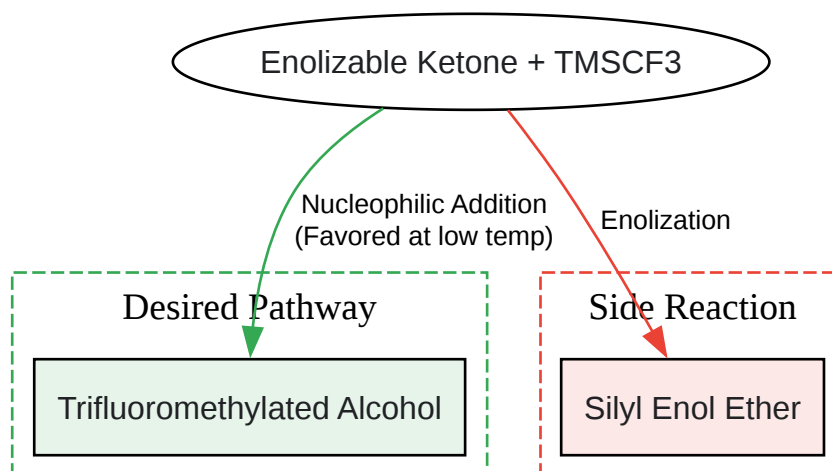 Enolizable Ketone + TMSCF3
Nucleophilic Addition
(Favored at low temp)
Enolization
Desired Pathway
Side Reaction
Trifluoromethylated Alcohol
Silyl Enol Ether